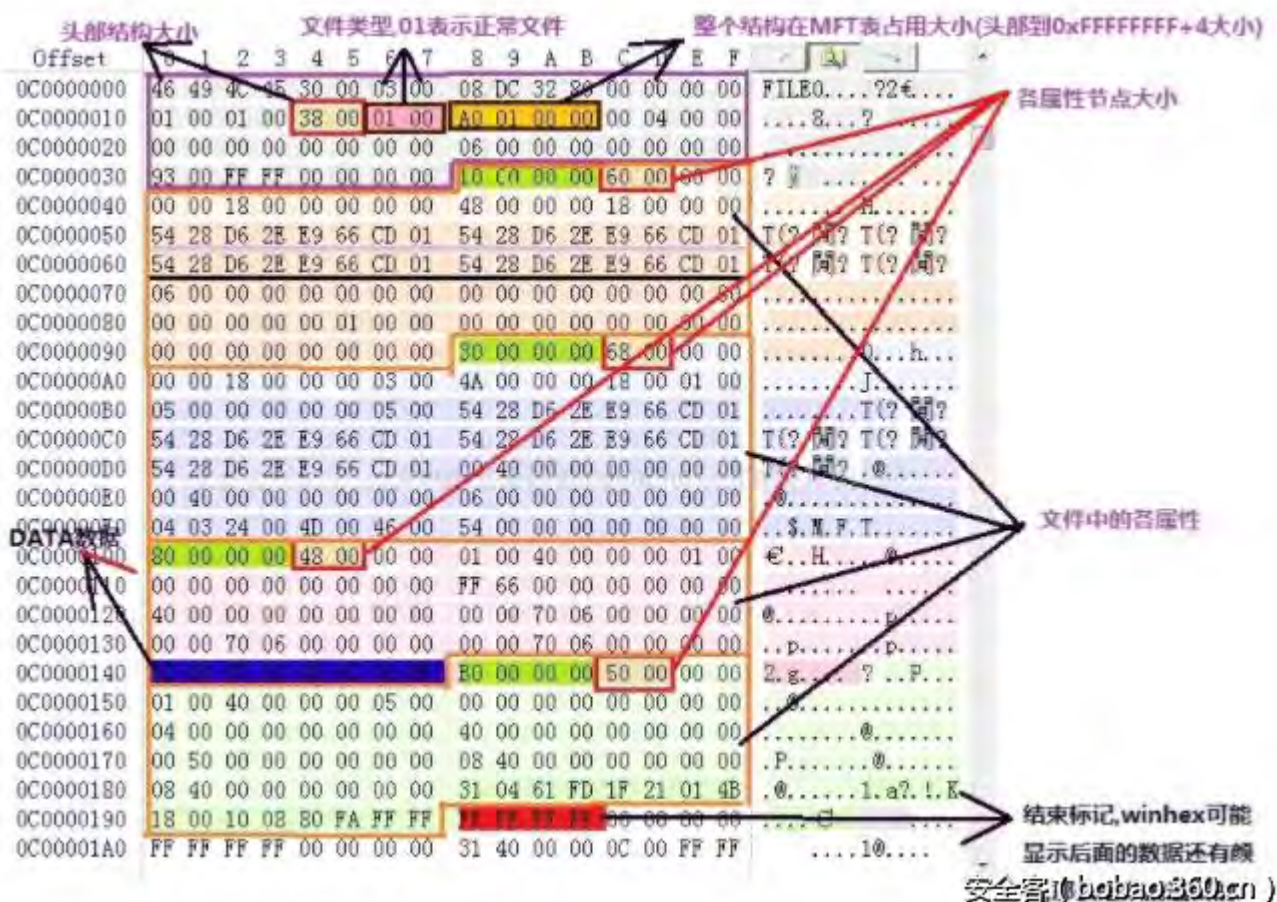 头部结构大小
文件类型,01表示正常文件
整个结构在MFT表占用大小(头部到0xFFFFFFFF+4大小)
Offset 1 2 3 4 5 6 7 8 9 A B C E F
0C0000000 46 49 4C 45 30 00 03 00 08 DC 32 80 00 00 00 00 FILE0....?2€....
0C0000010 01 00 01 00 38 00 01 00 A0 01 00 00 00 04 00 00 ....8...?
0C0000020 00 00 00 00 00 00 00 00 06 00 00 00 00 00 00 00
0C0000030 93 00 FF FF 00 00 00 00 10 00 00 00 60 00 00 00
各属性节点大小
0C0000040 00 00 18 00 00 00 00 00 48 00 00 00 18 00 00 00
0C0000050 54 28 D6 2E E9 66 CD 01 54 28 D6 2E E9 66 CD 01
0C0000060 54 28 D6 2E E9 66 CD 01 54 28 D6 2E E9 66 CD 01
0C0000070 06 00 00 00 00 00 00 00 00 00 00 00 00 00 00
0C0000080 00 00 00 00 00 01 00 00 00 00 00 00 00 00 00 00
0C0000090 00 00 00 00 00 00 00 00 30 00 00 00 68 00 00 00
0C00000A0 00 00 18 00 00 00 03 00 4A 00 00 00 18 00 01 00
0C00000B0 05 00 00 00 00 00 05 00 54 28 D6 2E E9 66 CD 01
0C00000C0 54 28 D6 2E E9 66 CD 01 54 28 D6 2E E9 66 CD 01
0C00000D0 54 28 D6 2E E9 66 CD 01 00 40 00 00 00 00 00 00
0C00000E0 00 40 00 00 00 00 00 00 06 00 00 00 00 00 00 00
文件中的各属性
04 03 24 00 4D 00 46 00 54 00 00 00 00 00 00 00 ..$.M.F.T.......
DATA数据
80 00 00 00 48 00 00 00 01 00 40 00 00 00 01 00
00 00 00 00 00 00 00 FF 66 00 00 00 00 00 00
0C0000120 40 00 00 00 00 00 00 00 00 00 70 06 00 00 00 00
0C0000130 00 00 70 06 00 00 00 00 00 00 70 06 00 00 00 00
0C0000140 B0 00 00 00 50 00 00 00
0C0000150 01 00 40 00 00 00 05 00 00 00 00 00 00 00 00 00
0C0000160 04 00 00 00 00 00 00 00 40 00 00 00 00 00 00 00
0C0000170 00 50 00 00 00 00 00 00 08 40 00 00 00 00 00 00
0C0000180 08 40 00 00 00 00 00 00 31 04 61 FD 1F 21 01 4B .@......1.a?.!.K
0C0000190 18 00 10 08 80 FA FF FF FF FF FF FF 00 00 00 00
0C00001A0 FF FF FF FF 00 00 00 00 31 40 00 00 0C 00 FF FF ....1@....
结束标记,winhex可能
显示后面的数据还有颜
安全客 ( bobao.360.cn )